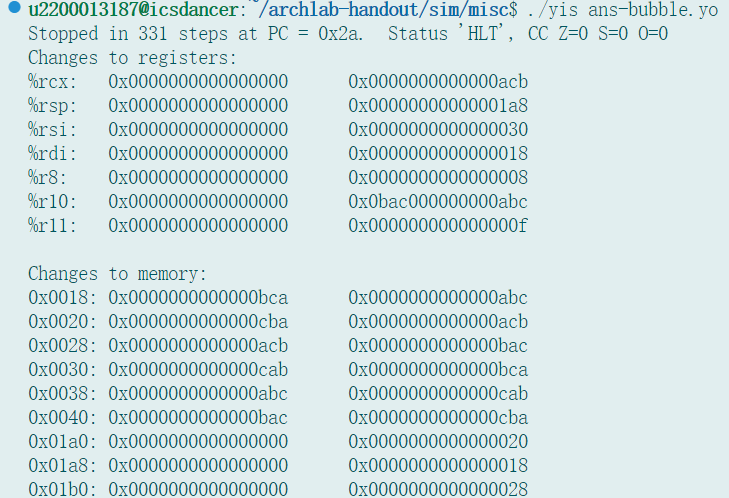 u2200013187@icsdancer:~/archlab-handout/sim/misc$ ./yis ans-bubble.yo
Stopped in 331 steps at PC = 0x2a.  Status 'HLT', CC Z=0 S=0 O=0
Changes to registers:
%rcx:   0x0000000000000000      0x0000000000000acb
%rsp:   0x0000000000000000      0x00000000000001a8
%rsi:   0x0000000000000000      0x0000000000000030
%rdi:   0x0000000000000000      0x0000000000000018
%r8:    0x0000000000000000      0x0000000000000008
%r10:   0x0000000000000000      0x0bac000000000abc
%r11:   0x0000000000000000      0x000000000000000f

Changes to memory:
0x0018: 0x0000000000000bca      0x0000000000000abc
0x0020: 0x0000000000000cba      0x0000000000000acb
0x0028: 0x0000000000000acb      0x0000000000000bac
0x0030: 0x0000000000000cab      0x0000000000000bca
0x0038: 0x0000000000000abc      0x0000000000000cab
0x0040: 0x0000000000000bac      0x0000000000000cba
0x01a0: 0x0000000000000000      0x0000000000000020
0x01a8: 0x0000000000000000      0x0000000000000018
0x01b0: 0x0000000000000000      0x0000000000000028